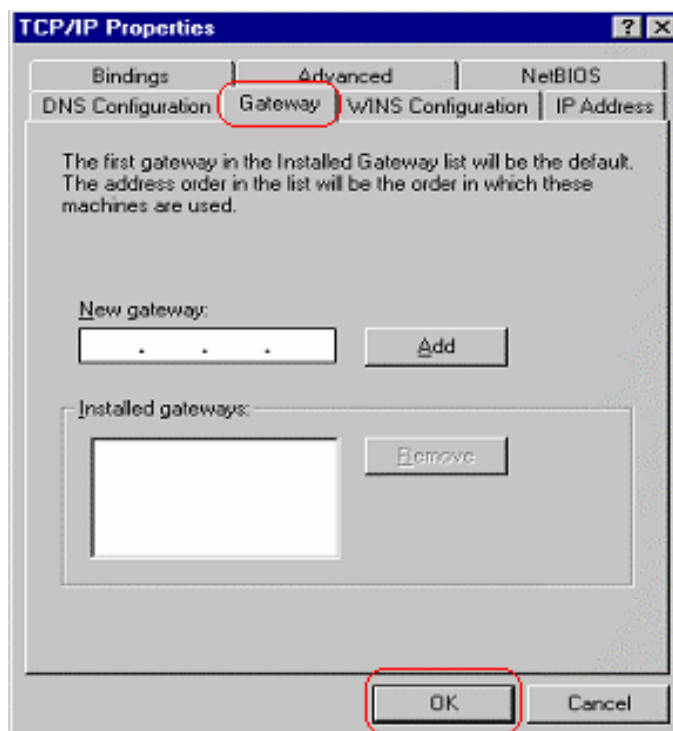 TCP/IP Properties
Bindings Advanced NetBIOS
DNS Configuration Gateway WINS Configuration IP Address
The first gateway in the Installed Gateway list will be the default.
The address order in the list will be the order in which these
machines are used.
New gateway:
. . .
Add
Installed gateways:
Remove
OK Cancel